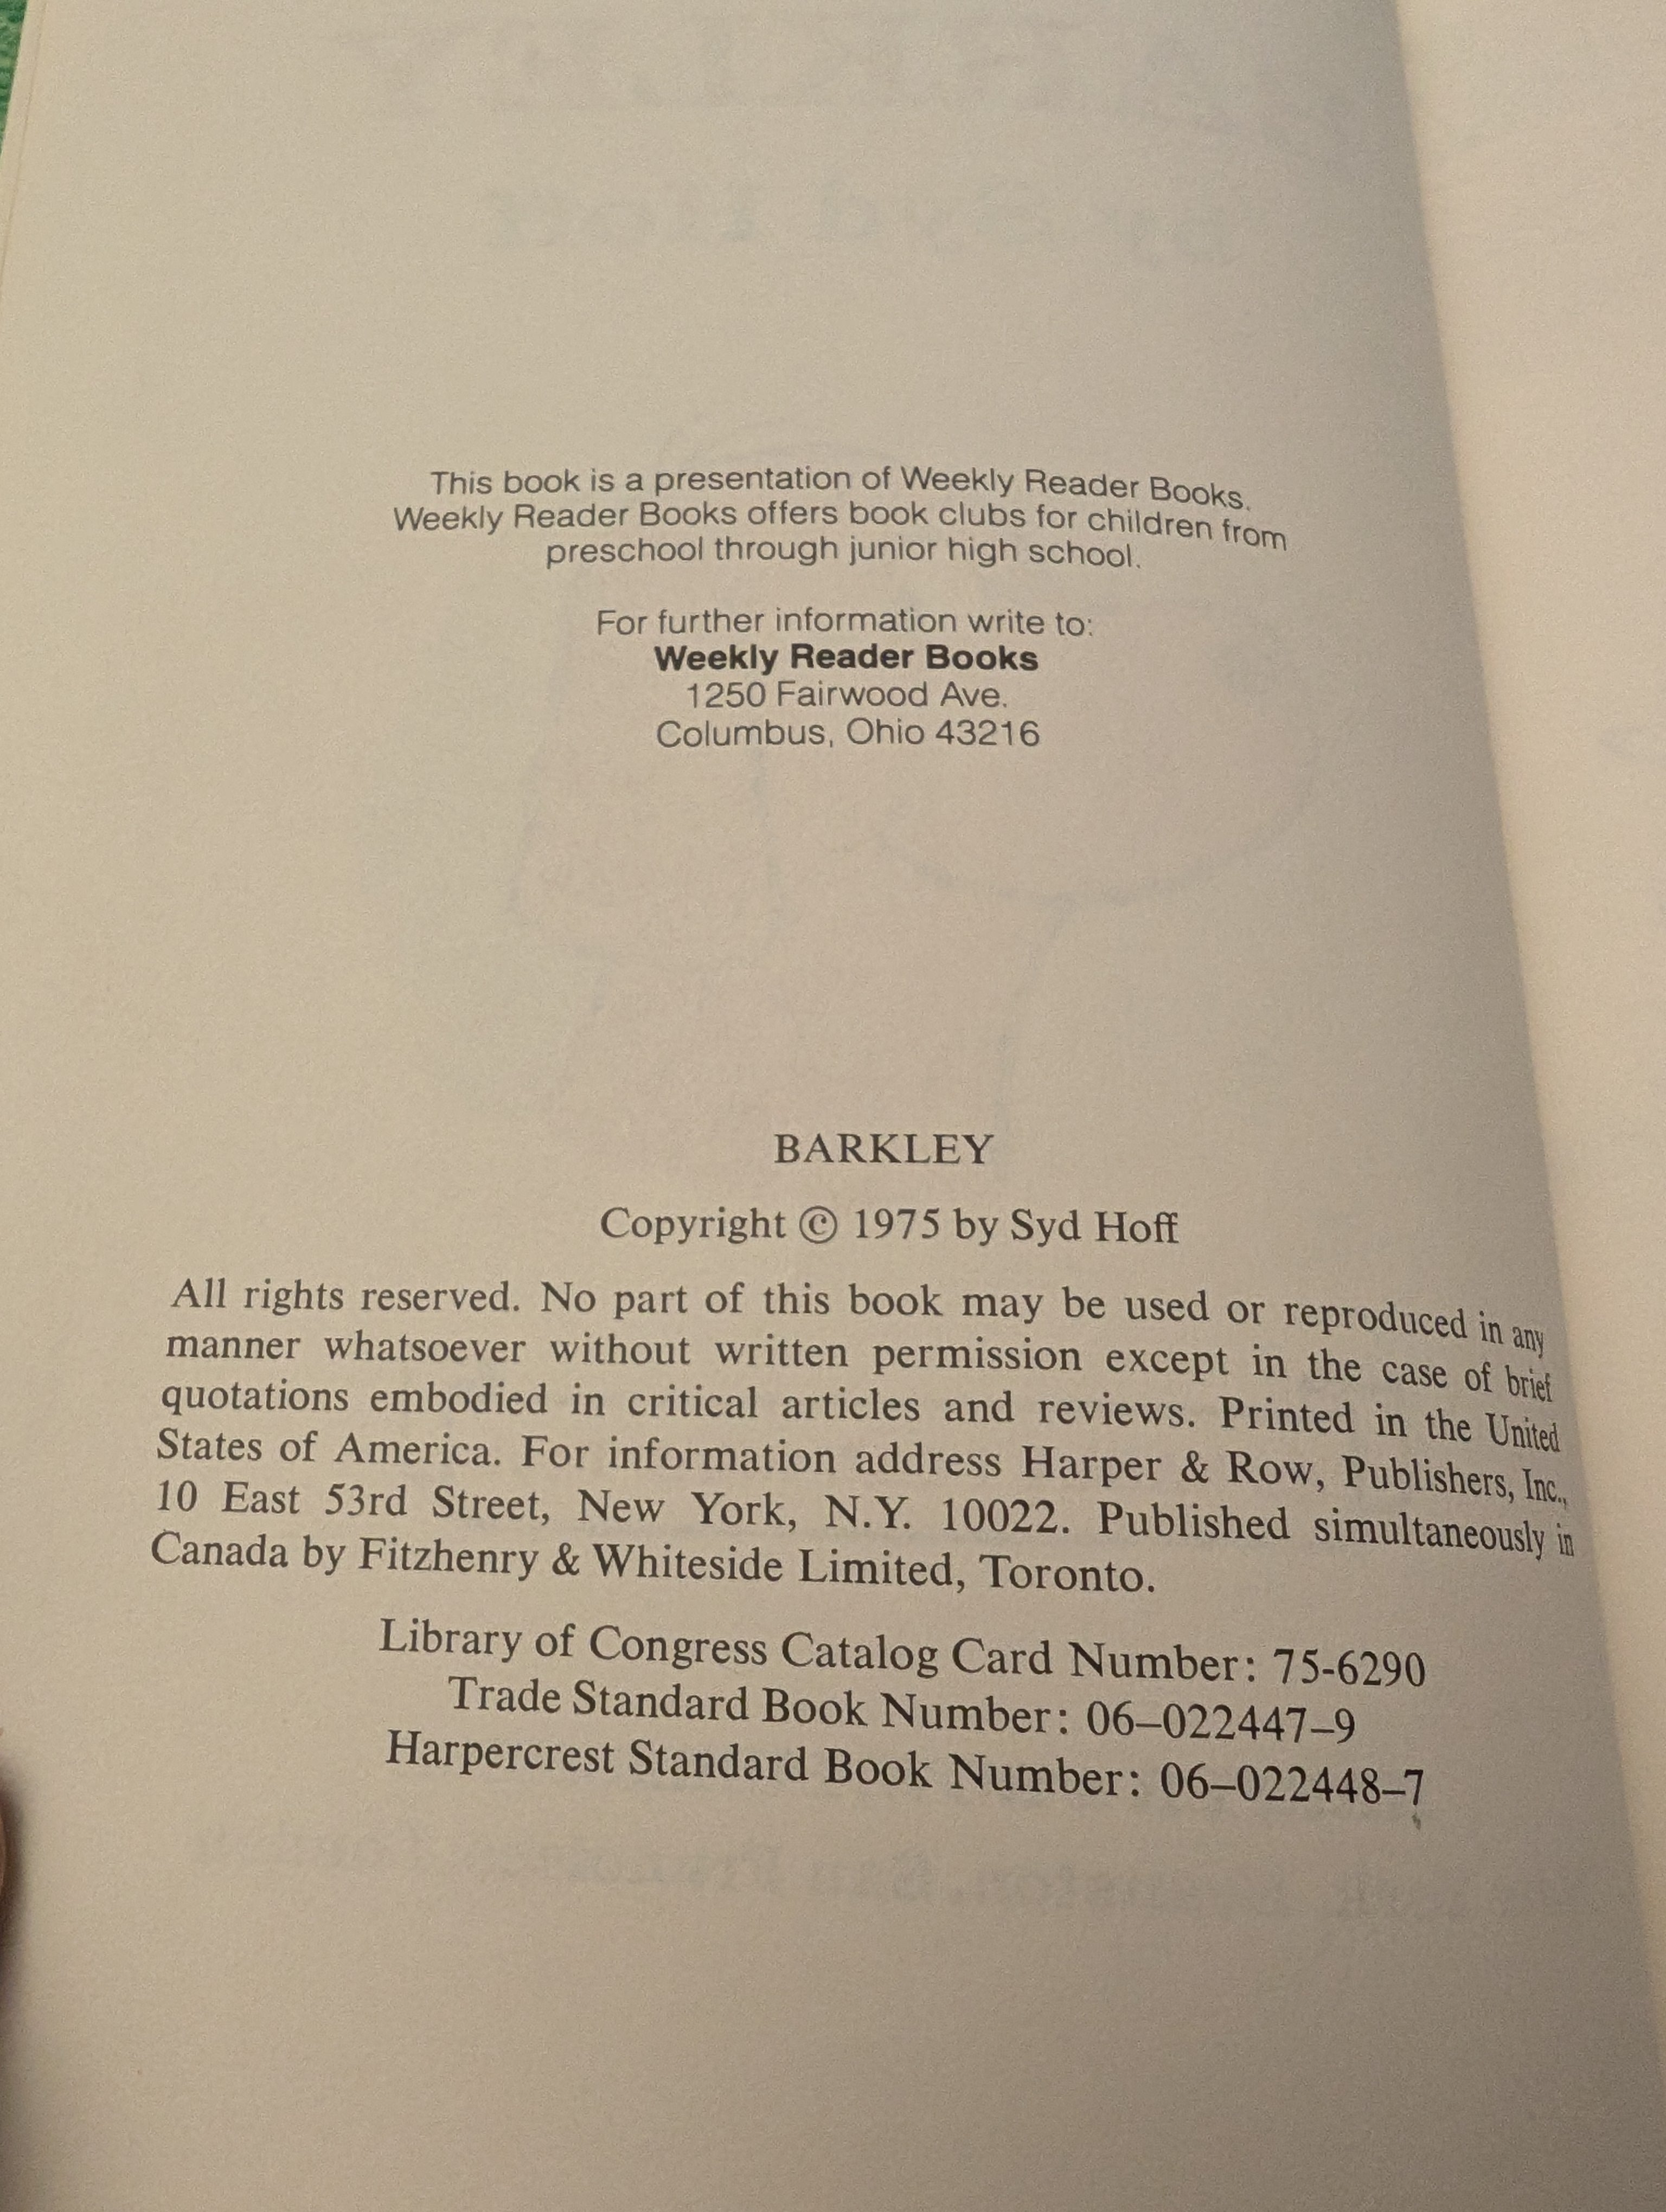 This book is a presentation of Weekly Reader Books.
Weekly Reader Books offers book clubs for children from
preschool through junior high school.
For further information write to:
Weekly Reader Books
1250 Fairwood Ave.
Columbus, Ohio 43216
BARKLEY
Copyright © 1975 by Syd Hoff
All rights reserved. No part of this book may be used or reproduced in any
manner whatsoever without written permission except in the case of brief
quotations embodied in critical articles and reviews. Printed in the United
States of America. For information address Harper & Row, Publishers, Inc.,
10 East 53rd Street, New York, N.Y. 10022. Published simultaneously in
Canada by Fitzhenry & Whiteside Limited, Toronto.
Library of Congress Catalog Card Number: 75-6290
Trade Standard Book Number: 06–022447–9
Harpercrest Standard Book Number: 06–022448–7